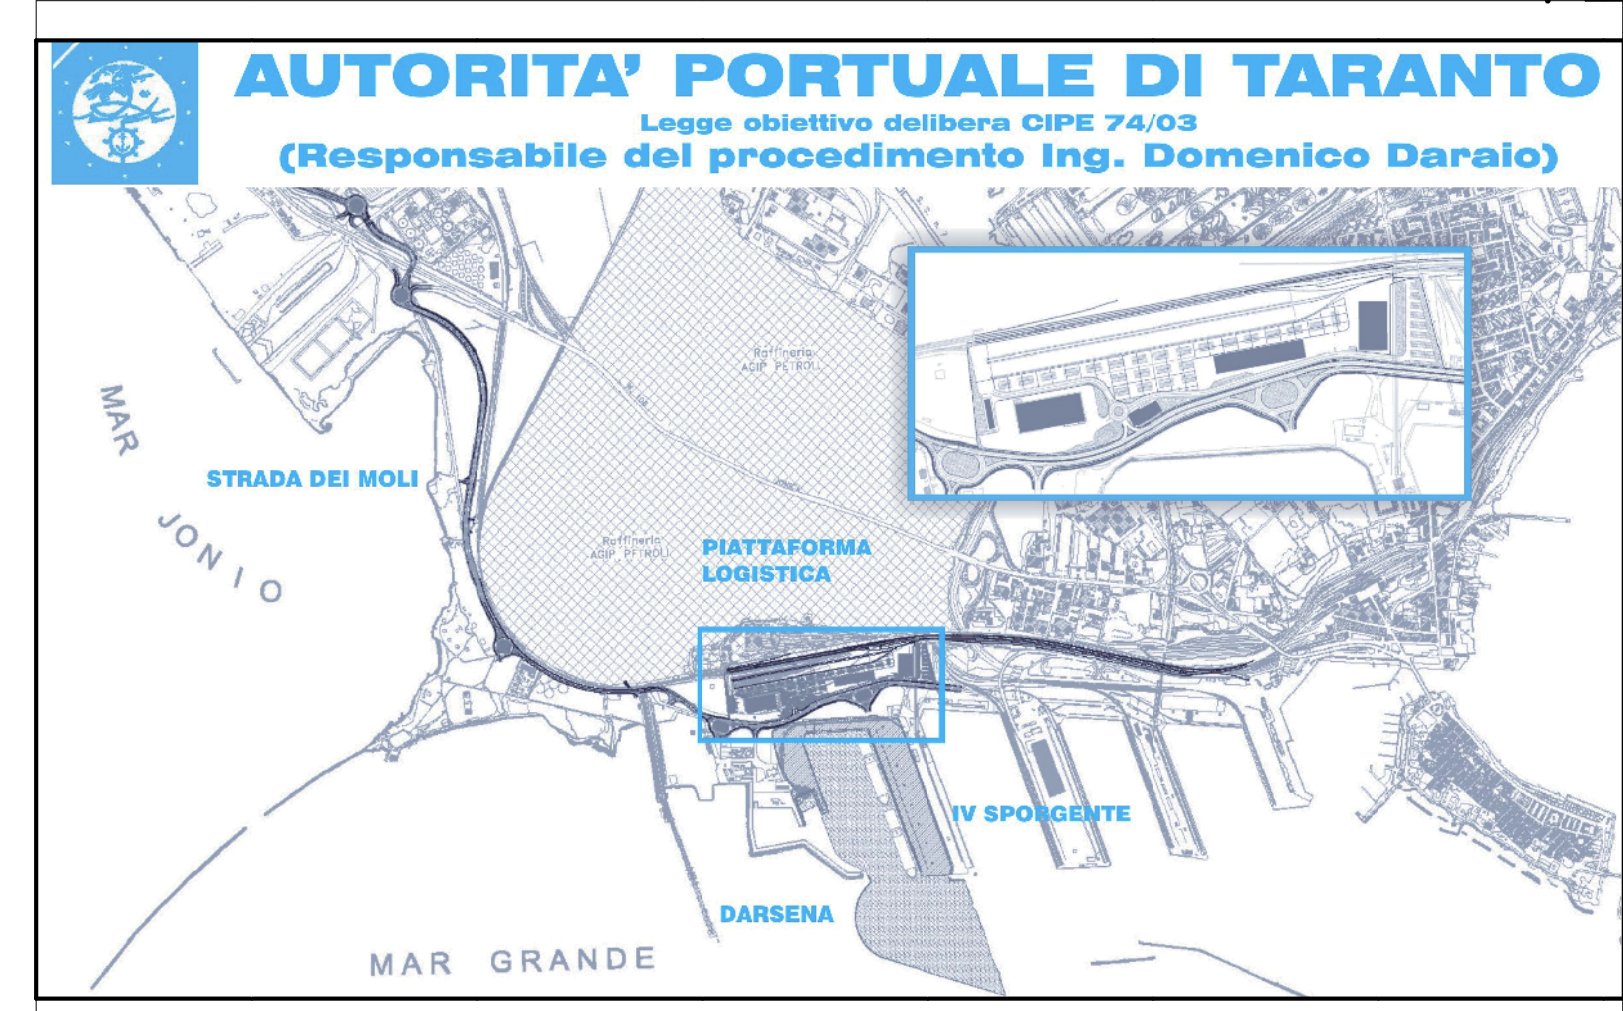 AUTORITA' PORTUALE DI TARANTO
Legge obiettivo delibera CIPE 74/03
(Responsabile del procedimento Ing. Domenico Daraio)
Raffineria
AGIP PETROLI
MAR
JONIO
STRADA DEI MOLI
Raffineria
AGIP PETROLI
PIATTAFORMA
LOGISTICA
IV SPORGENTE
DARSENA
MAR GRANDE